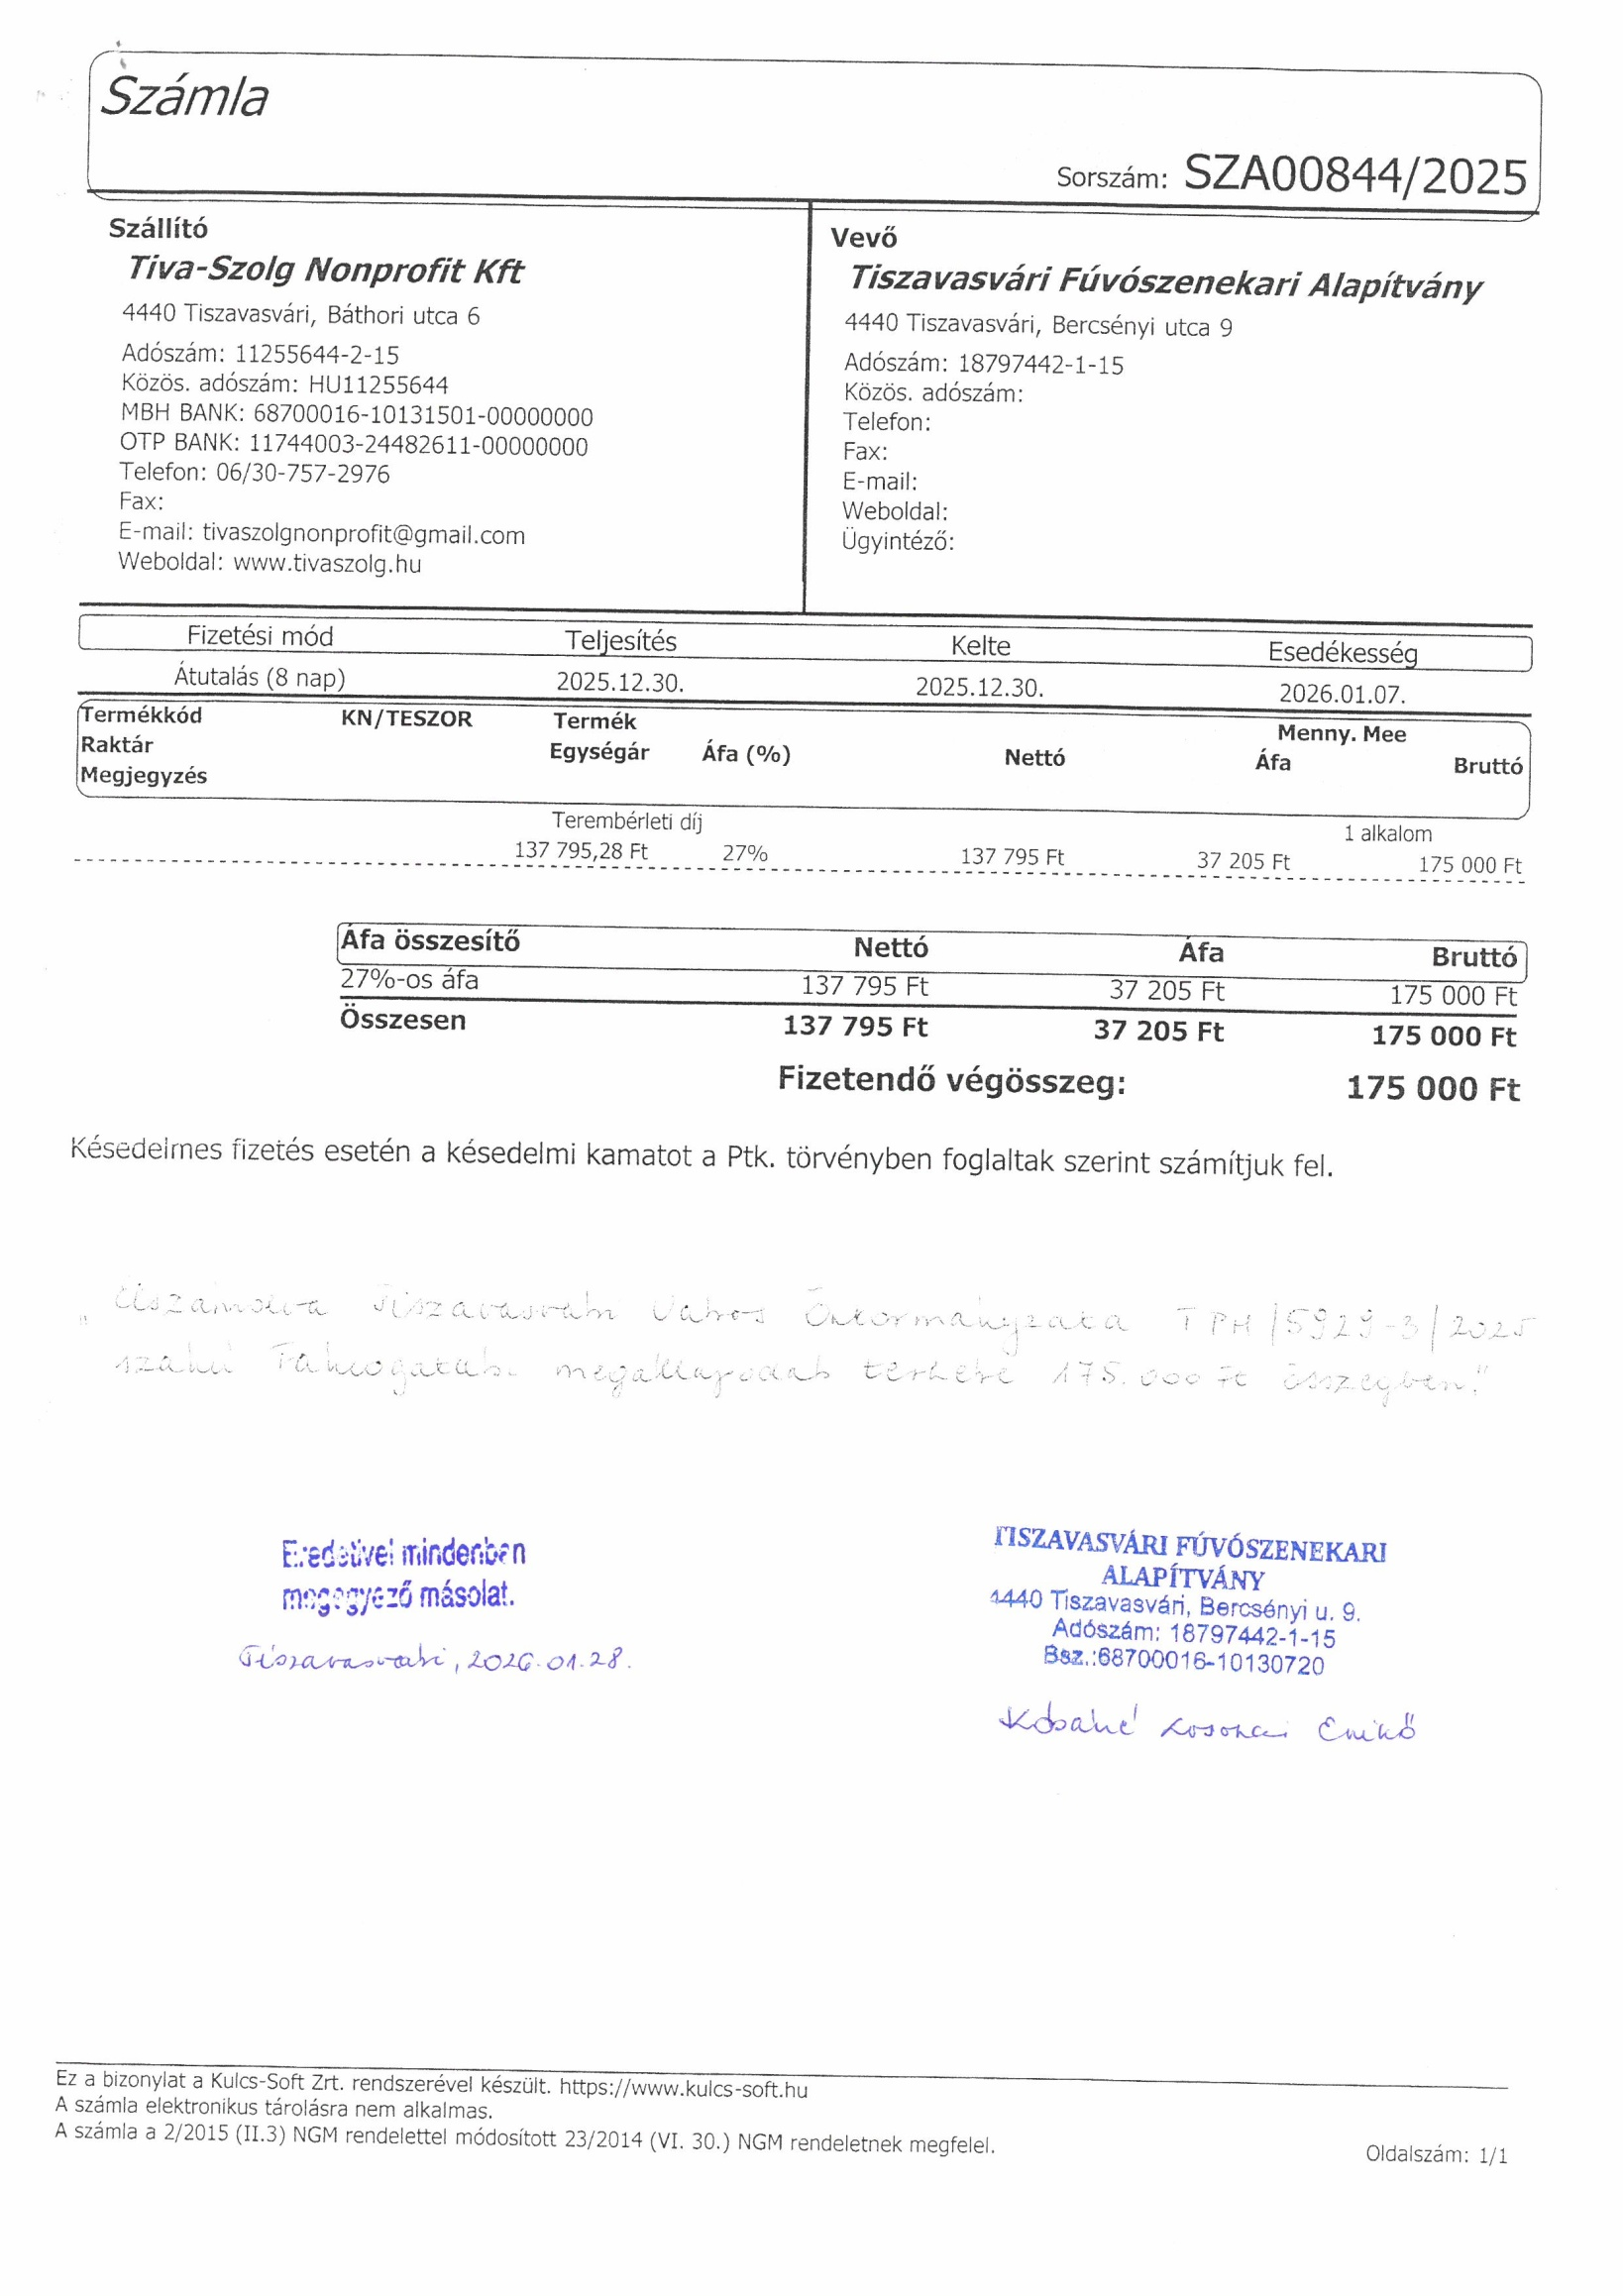 Számla
Sorszám: SZA00844/2025
Szállító
Tiva-Szolg Nonprofit Kft
4440 Tiszavasvári, Báthori utca 6
Adószám: 11255644-2-15
Közös. adószám: HU11255644
MBH BANK: 68700016-10131501-00000000
OTP BANK: 11744003-24482611-00000000
Telefon: 06/30-757-2976
Fax:
E-mail: tivaszolgnonprofit@gmail.com
Weboldal: www.tivaszolg.hu
Vevő
Tiszavasvári Fúvószenekari Alapítvány
4440 Tiszavasvári, Bercsényi utca 9
Adószám: 18797442-1-15
Közös. adószám:
Telefon:
Fax:
E-mail:
Weboldal:
Ügyintéző:
Fizetési mód Teljesítés Kelte Esedékesség
Átutalás (8 nap) 2025.12.30. 2025.12.30. 2026.01.07.
Termékkód KN/TESZOR Termék Menny. Mee
Raktár Egységár Áfa (%) Nettó Áfa Bruttó
Megjegyzés
Terembérleti díj 1 alkalom
137 795,28 Ft 27% 137 795 Ft 37 205 Ft 175 000 Ft
Áfa összesítő Nettó Áfa Bruttó
27%-os áfa 137 795 Ft 37 205 Ft 175 000 Ft
Összesen 137 795 Ft 37 205 Ft 175 000 Ft
Fizetendő végösszeg: 175 000 Ft
Késedelmes fizetés esetén a késedelmi kamatot a Ptk. törvényben foglaltak szerint számítjuk fel.
„Elszámolva Tiszavasvári Város Önkormányzata TPH/5929-3/2025
számú Támogatási megállapodás terhére 175.000 Ft összegben."
Eredetivel mindenben
megegyező másolat.
Tiszavasvári, 2026.01.28.
TISZAVASVÁRI FÚVÓSZENEKARI
ALAPÍTVÁNY
4440 Tiszavasvári, Bercsényi u. 9.
Adószám: 18797442-1-15
Bsz.:68700016-10130720
Enikő
Ez a bizonylat a Kulcs-Soft Zrt. rendszerével készült. https://www.kulcs-soft.hu
A számla elektronikus tárolásra nem alkalmas.
A számla a 2/2015 (II.3) NGM rendelettel módosított 23/2014 (VI. 30.) NGM rendeletnek megfelel.
Oldalszám: 1/1